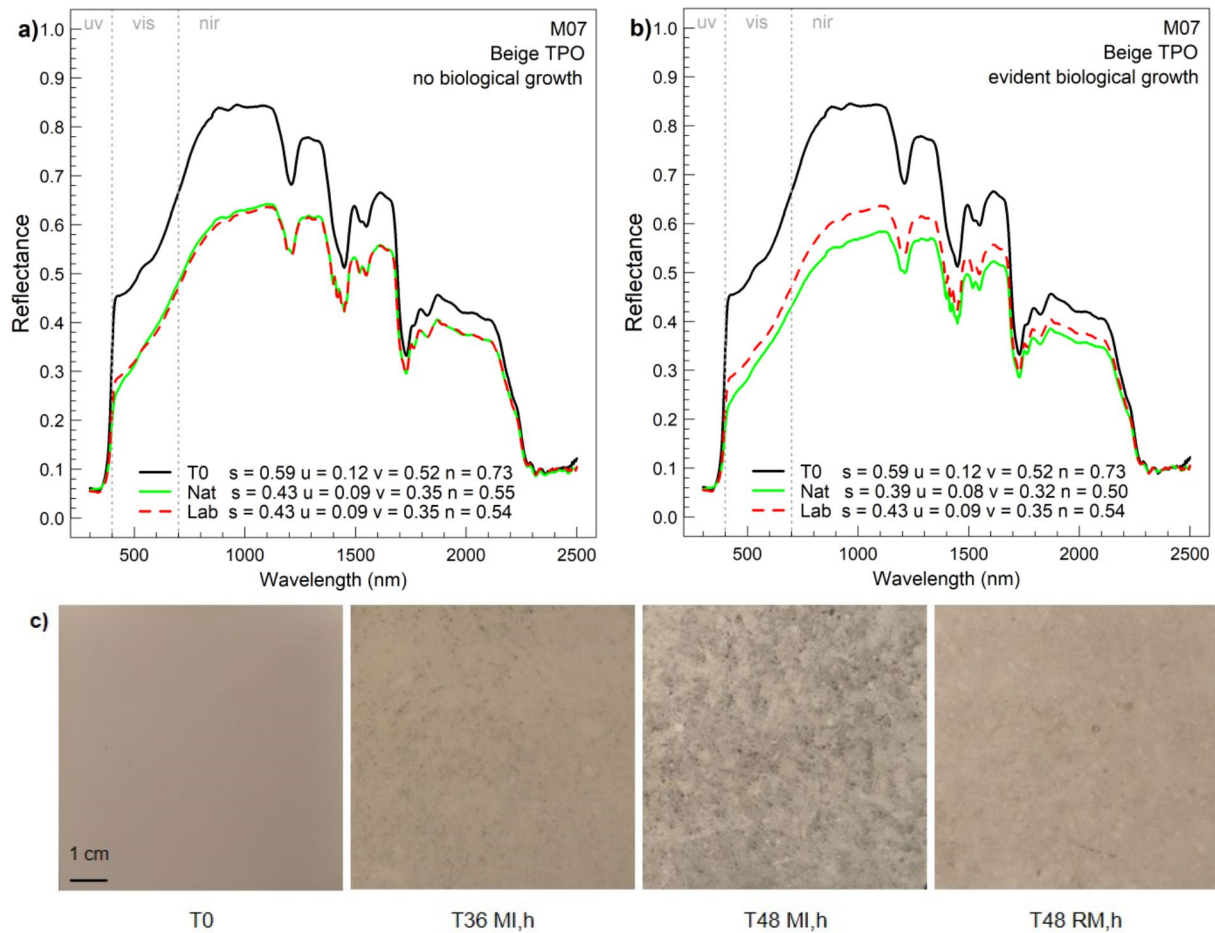 a)
uv vis nir
M07
Beige TPO
no biological growth
1.0
0.9
0.8
0.7
0.6
0.5
0.4
0.3
0.2
0.1
0.0
Reflectance
T0 s = 0.59 u = 0.12 v = 0.52 n = 0.73
Nat s = 0.43 u = 0.09 v = 0.35 n = 0.55
Lab s = 0.43 u = 0.09 v = 0.35 n = 0.54
500 1000 1500 2000 2500
Wavelength (nm)
b)
uv vis nir
M07
Beige TPO
evident biological growth
1.0
0.9
0.8
0.7
0.6
0.5
0.4
0.3
0.2
0.1
0.0
Reflectance
T0 s = 0.59 u = 0.12 v = 0.52 n = 0.73
Nat s = 0.39 u = 0.08 v = 0.32 n = 0.50
Lab s = 0.43 u = 0.09 v = 0.35 n = 0.54
500 1000 1500 2000 2500
Wavelength (nm)
c)
1 cm
T0 T36 MI,h T48 MI,h T48 RM,h